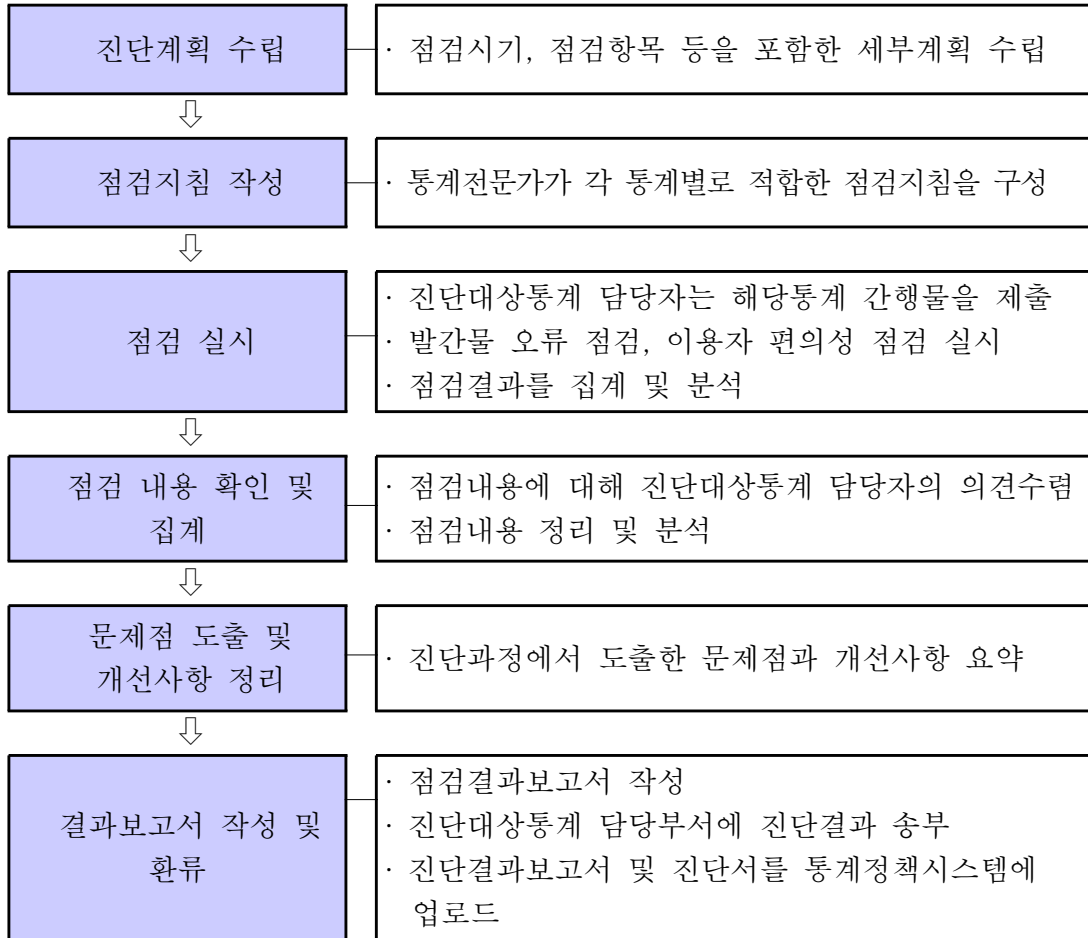 진단계획 수립
· 점검시기, 점검항목 등을 포함한 세부계획 수립
점검지침 작성
· 통계전문가가 각 통계별로 적합한 점검지침을 구성
점검 실시
· 진단대상통계 담당자는 해당통계 간행물을 제출
· 발간물 오류 점검, 이용자 편의성 점검 실시
· 점검결과를 집계 및 분석
점검 내용 확인 및
집계
· 점검내용에 대해 진단대상통계 담당자의 의견수렴
· 점검내용 정리 및 분석
문제점 도출 및
개선사항 정리
· 진단과정에서 도출한 문제점과 개선사항 요약
결과보고서 작성 및
환류
· 점검결과보고서 작성
· 진단대상통계 담당부서에 진단결과 송부
· 진단결과보고서 및 진단서를 통계정책시스템에
업로드